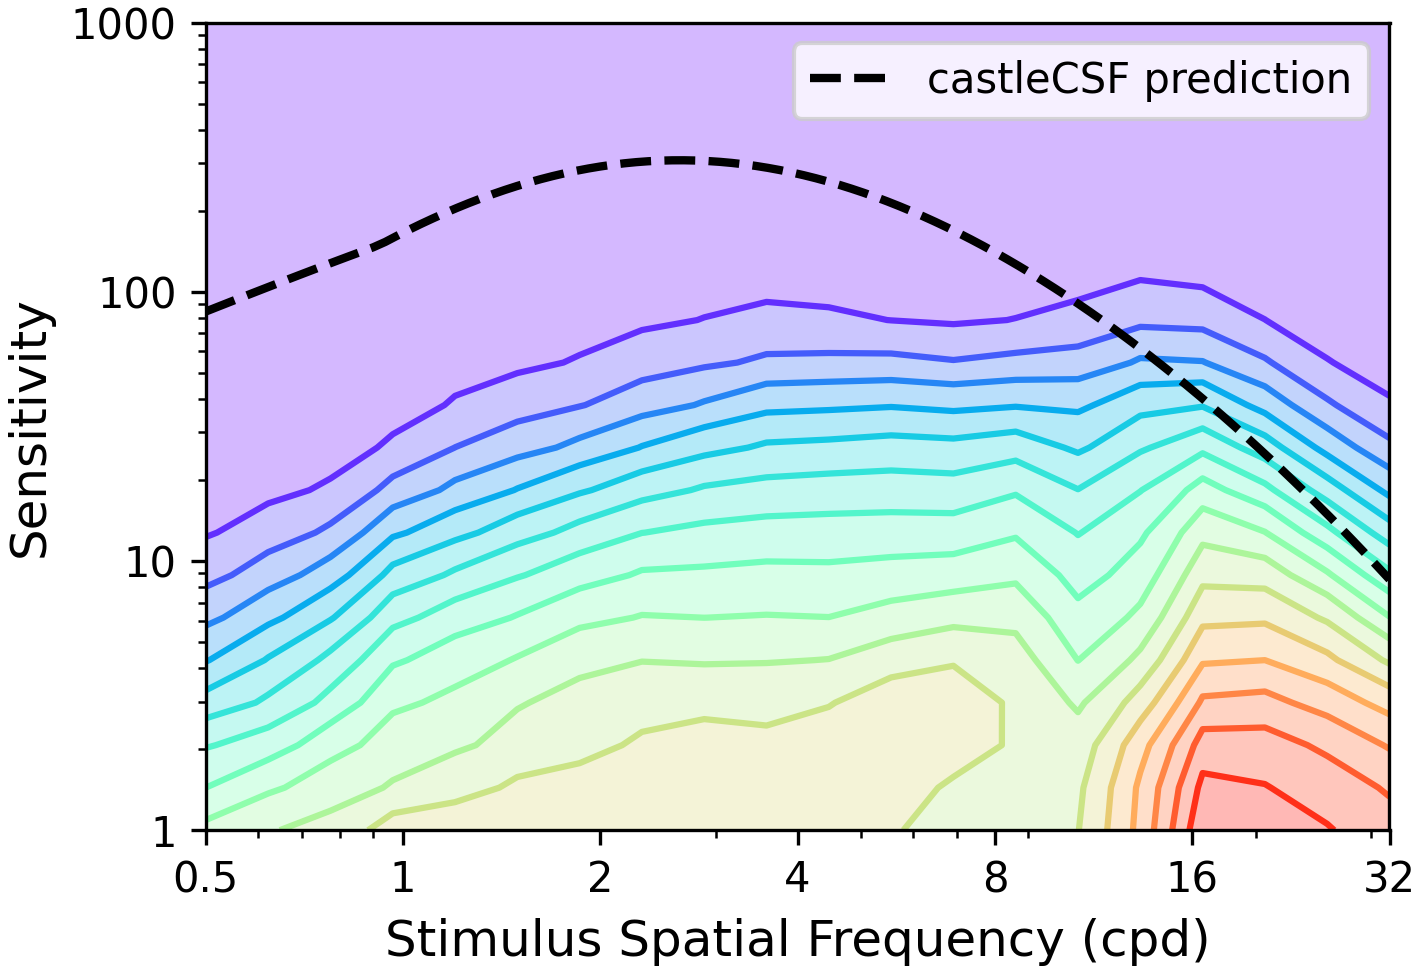 1000
castleCSF prediction
100
Sensitivity
10
1
0.5 1 2 4 8 16 32
Stimulus Spatial Frequency (cpd)